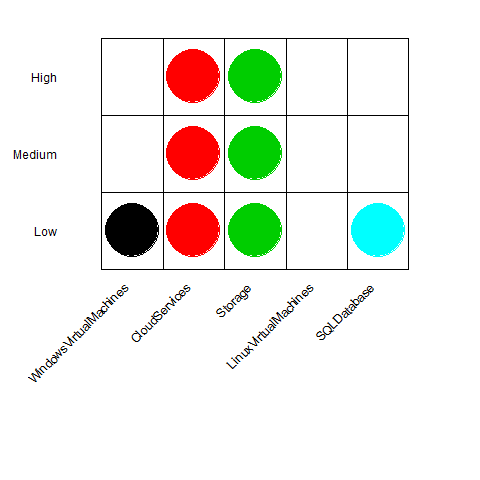 High
Medium
Low
WindowsVirtualMachines
CloudServices
Storage
LinuxVirtualMachines
SQLDatabase